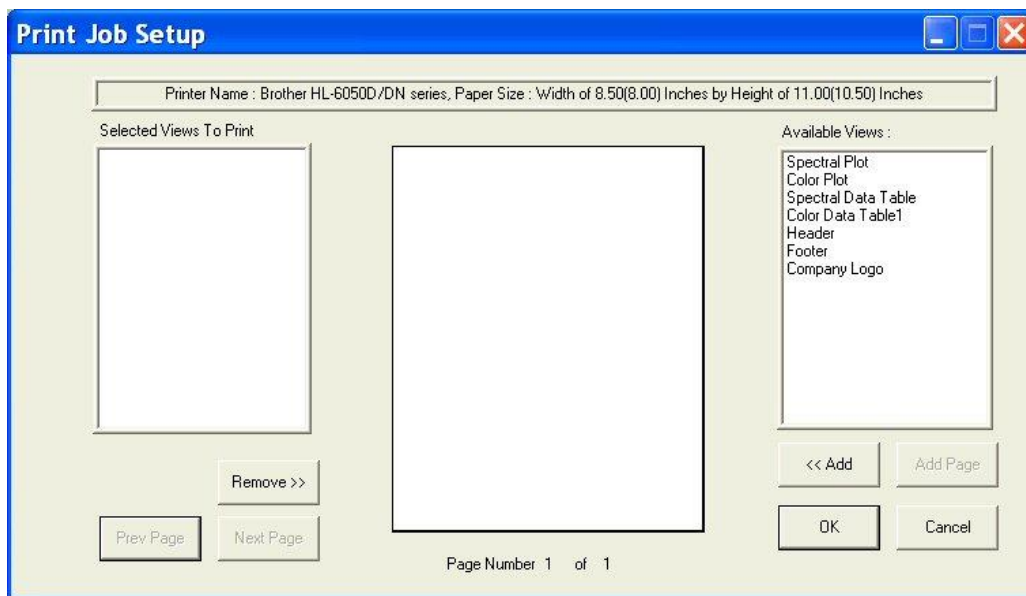 Print Job Setup
Printer Name : Brother HL-6050D/DN series, Paper Size : Width of 8.50(8.00) Inches by Height of 11.00(10.50) Inches
Selected Views To Print
Available Views :
Spectral Plot
Color Plot
Spectral Data Table
Color Data Table1
Header
Footer
Company Logo
<< Add
Add Page
Remove >>
Prev Page
Next Page
OK
Cancel
Page Number 1 of 1